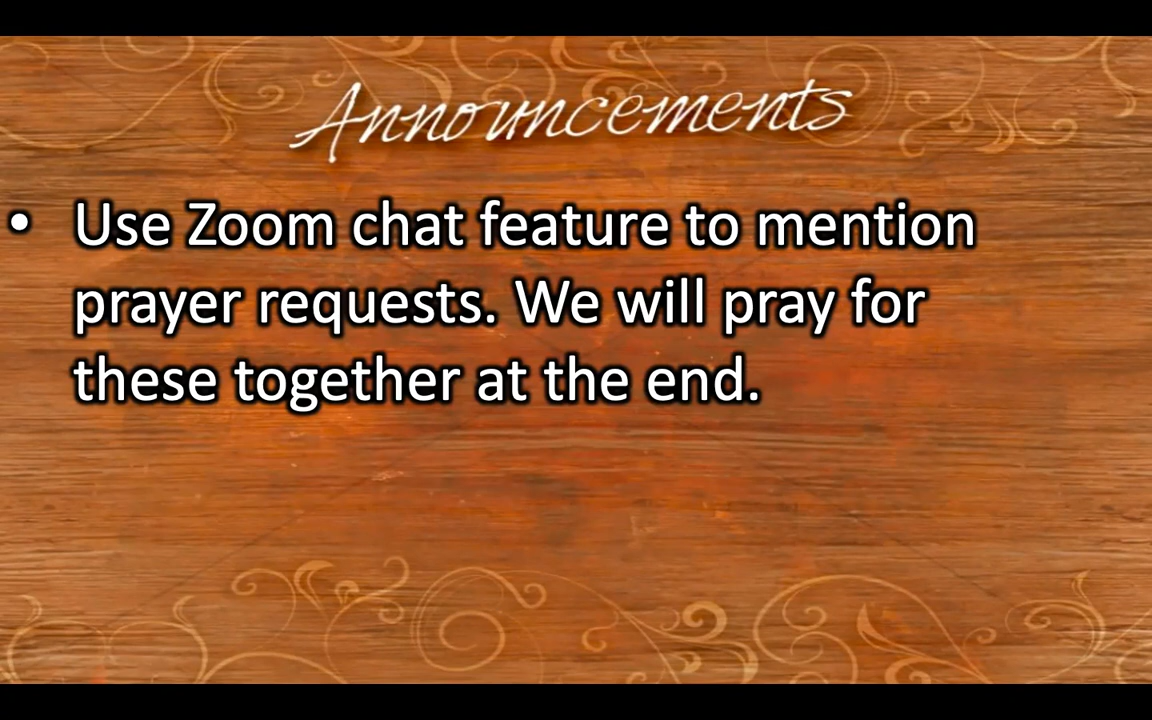 Announcements
• Use Zoom chat feature to mention
prayer requests. We will pray for
these together at the end.